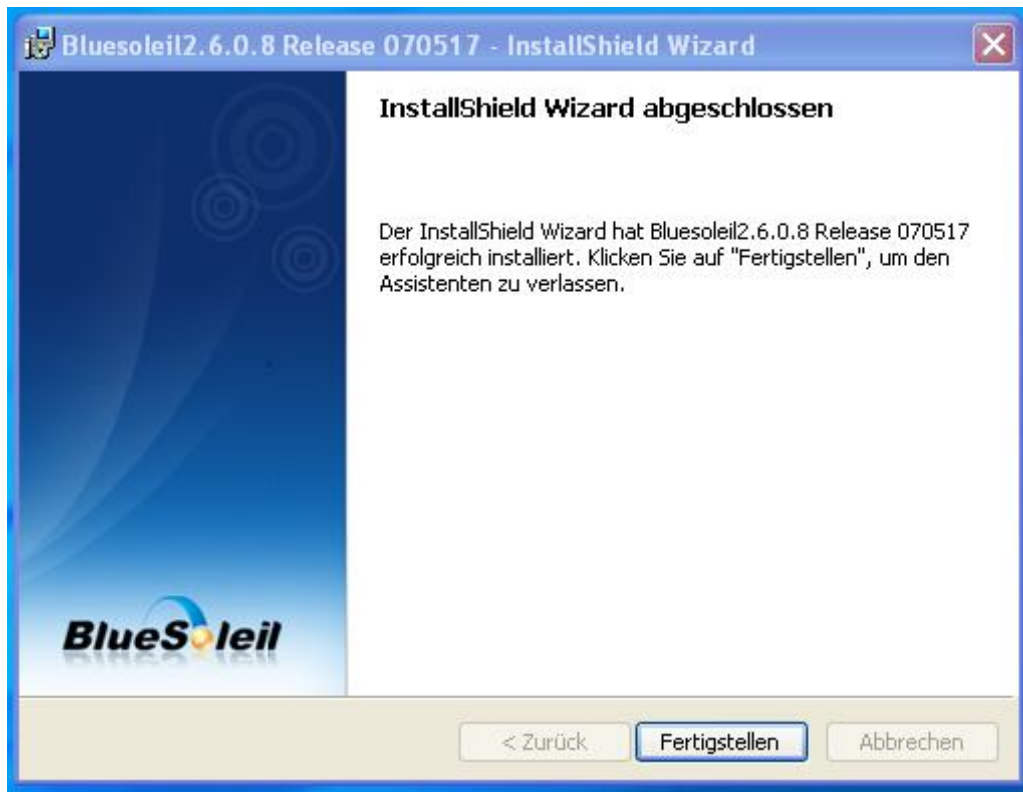 Bluesoleil2.6.0.8 Release 070517 - InstallShield Wizard
InstallShield Wizard abgeschlossen
Der InstallShield Wizard hat Bluesoleil2.6.0.8 Release 070517
erfolgreich installiert. Klicken Sie auf "Fertigstellen", um den
Assistenten zu verlassen.
BlueSoleil
< Zurück
Fertigstellen
Abbrechen